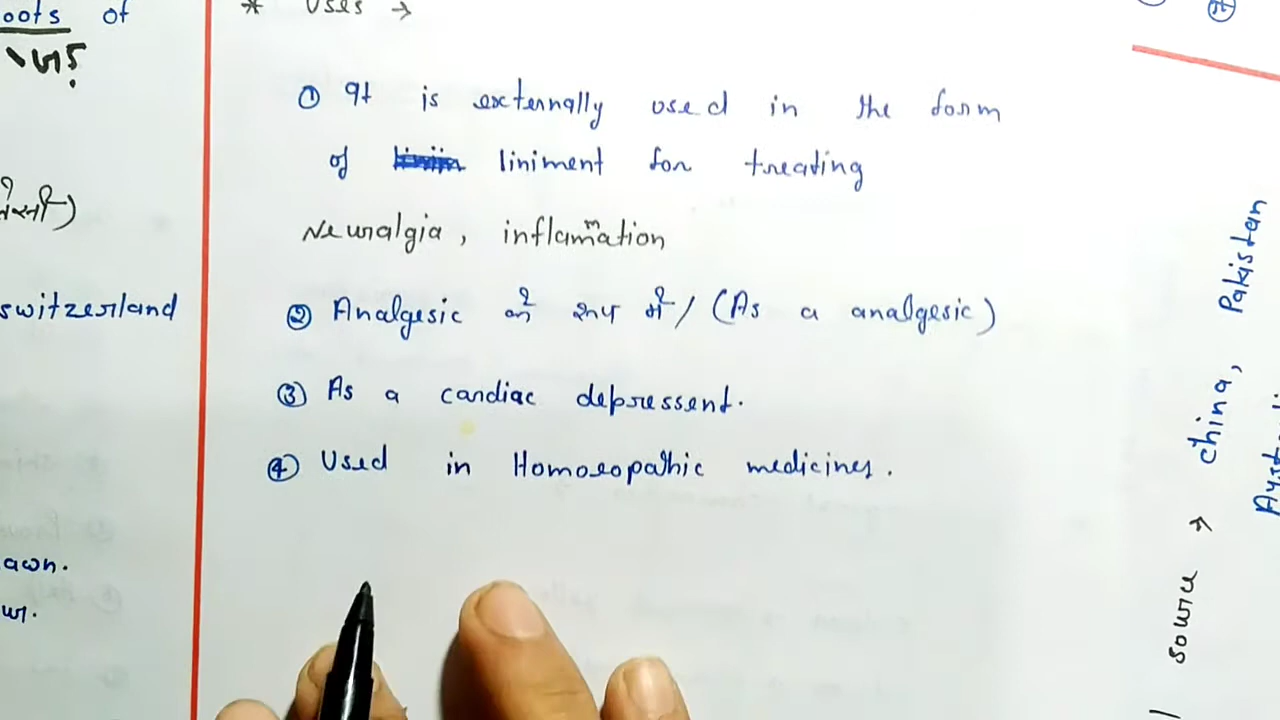 oots of
जड़
switzerland
awn.
* Uses →
① It is externally used in the form
of liniment for treating
Neuralgia, inflammation
② Analgesic के रूप में / (As a analgesic)
③ As a cardiac depressent.
④ Used in Homoeopathic medicines.
source → china, Pakistan